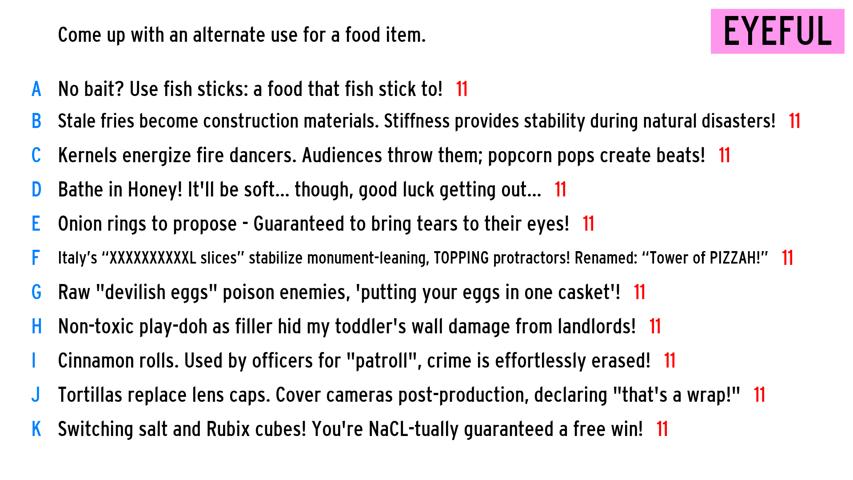 Come up with an alternate use for a food item.
EYEFUL
A No bait? Use fish sticks: a food that fish stick to! 11
B Stale fries become construction materials. Stiffness provides stability during natural disasters! 11
C Kernels energize fire dancers. Audiences throw them; popcorn pops create beats! 11
D Bathe in Honey! It'll be soft... though, good luck getting out... 11
E Onion rings to propose - Guaranteed to bring tears to their eyes! 11
F Italy's “XXXXXXXXXXL slices” stabilize monument-leaning, TOPPING protractors! Renamed: “Tower of PIZZAH!” 11
G Raw "devilish eggs" poison enemies, 'putting your eggs in one casket'! 11
H Non-toxic play-doh as filler hid my toddler's wall damage from landlords! 11
I Cinnamon rolls. Used by officers for "patroll", crime is effortlessly erased! 11
J Tortillas replace lens caps. Cover cameras post-production, declaring "that's a wrap!" 11
K Switching salt and Rubix cubes! You're NaCL-tually guaranteed a free win! 11